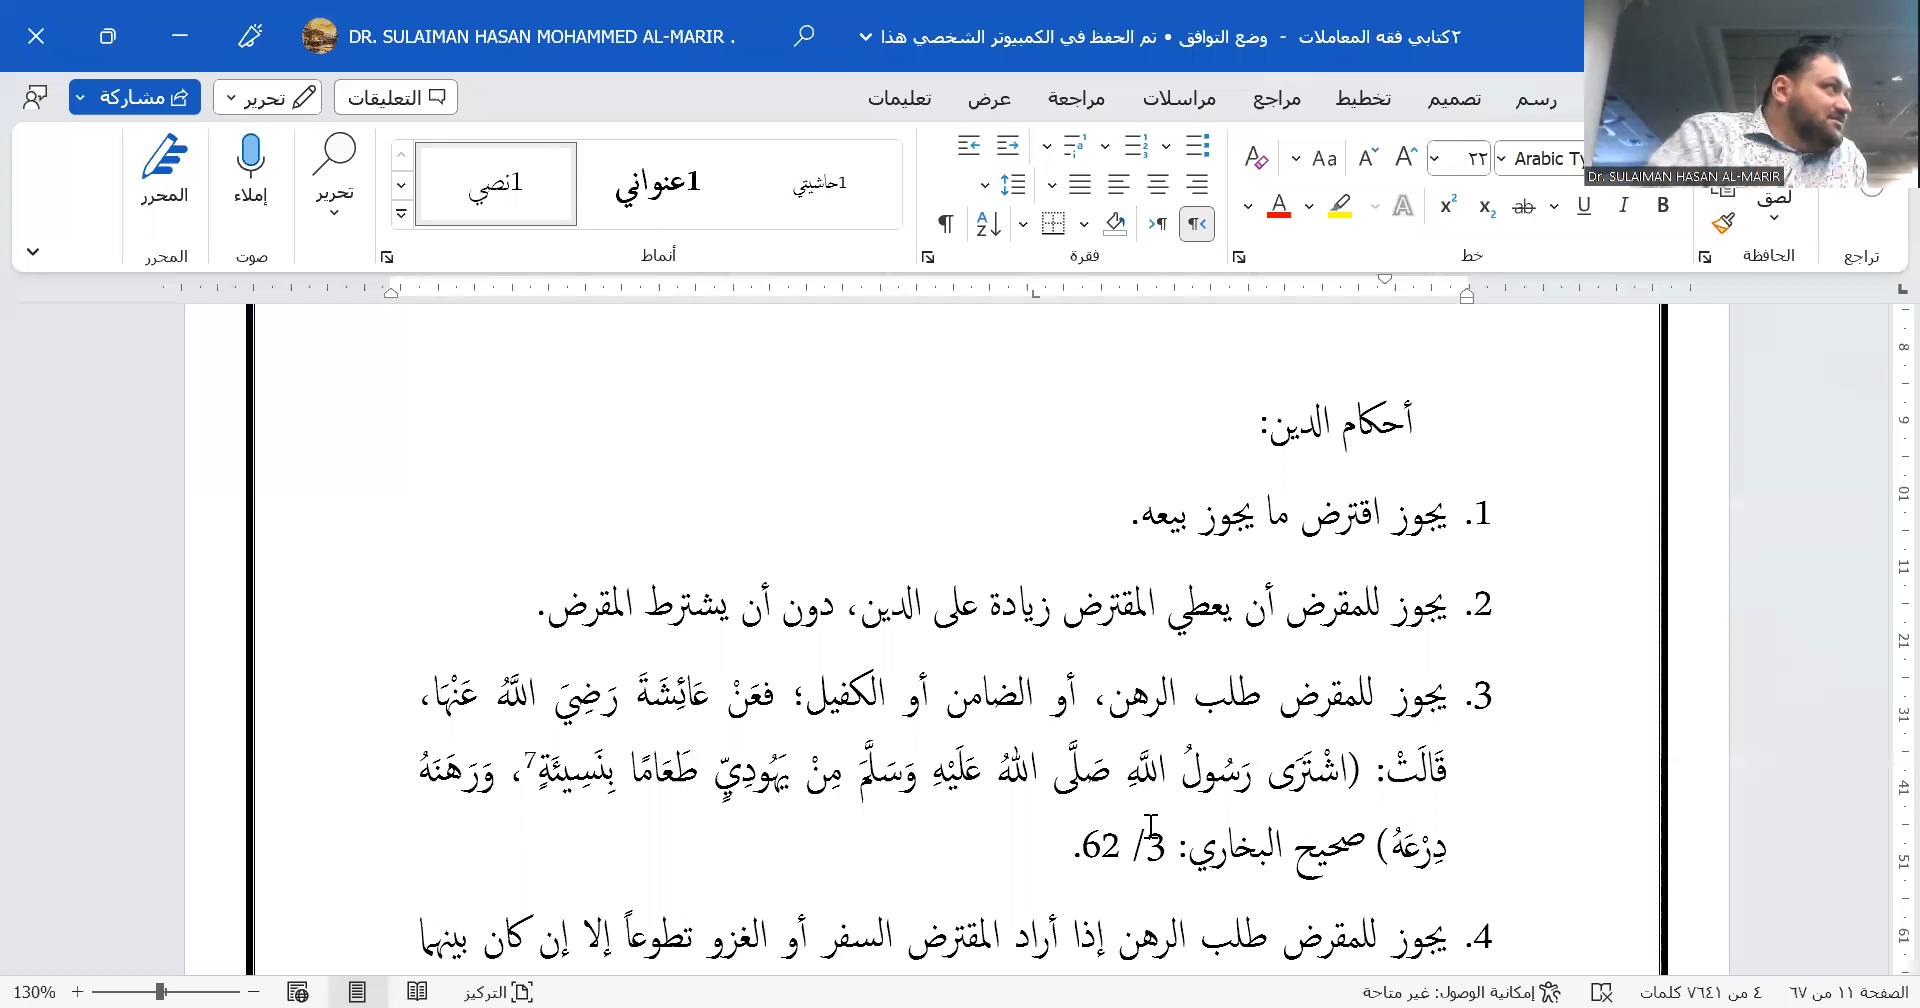 ٢كتابي فقه المعاملات - وضع التوافق • تم الحفظ في الكمبيوتر الشخصي هذا
DR. SULAIMAN HASAN MOHAMMED AL-MARIR .
رسم تصميم تخطيط مراجع مراسلات مراجعة عرض تعليمات
التعليقات تحرير مشاركة
Dr. SULAIMAN HASAN AL-MARIR
Arabic Ty ٢٢
لصق
1حاشيتي 1عنواني 1نصي
تحرير إملاء المحرر
تراجع الحافظة خط فقرة أنماط صوت المحرر
أحكام الدين:
1. يجوز اقترض ما يجوز بيعه.
2. يجوز للمقرض أن يعطي المقترض زيادة على الدين، دون أن يشترط المقرض.
3. يجوز للمقرض طلب الرهن، أو الضامن أو الكفيل؛ فعَنْ عَائِشَةَ رَضِيَ اللَّهُ عَنْهَا،
قَالَتْ: (اشْتَرَى رَسُولُ اللَّهِ صَلَّى اللهُ عَلَيْهِ وَسَلَّمَ مِنْ يَهُودِيٍّ طَعَامًا بِنَسِيئَةٍ7، وَرَهَنَهُ
دِرْعَهُ) صحيح البخاري: 3/ 62.
4. يجوز للمقرض طلب الرهن إذا أراد المقترض السفر أو الغزو تطوعاً إلا إن كان بينهما
الصفحة ١١ من ٦٧ ٤ من ٧٦٤١ كلمات إمكانية الوصول: غير متاحة التركيز 130%